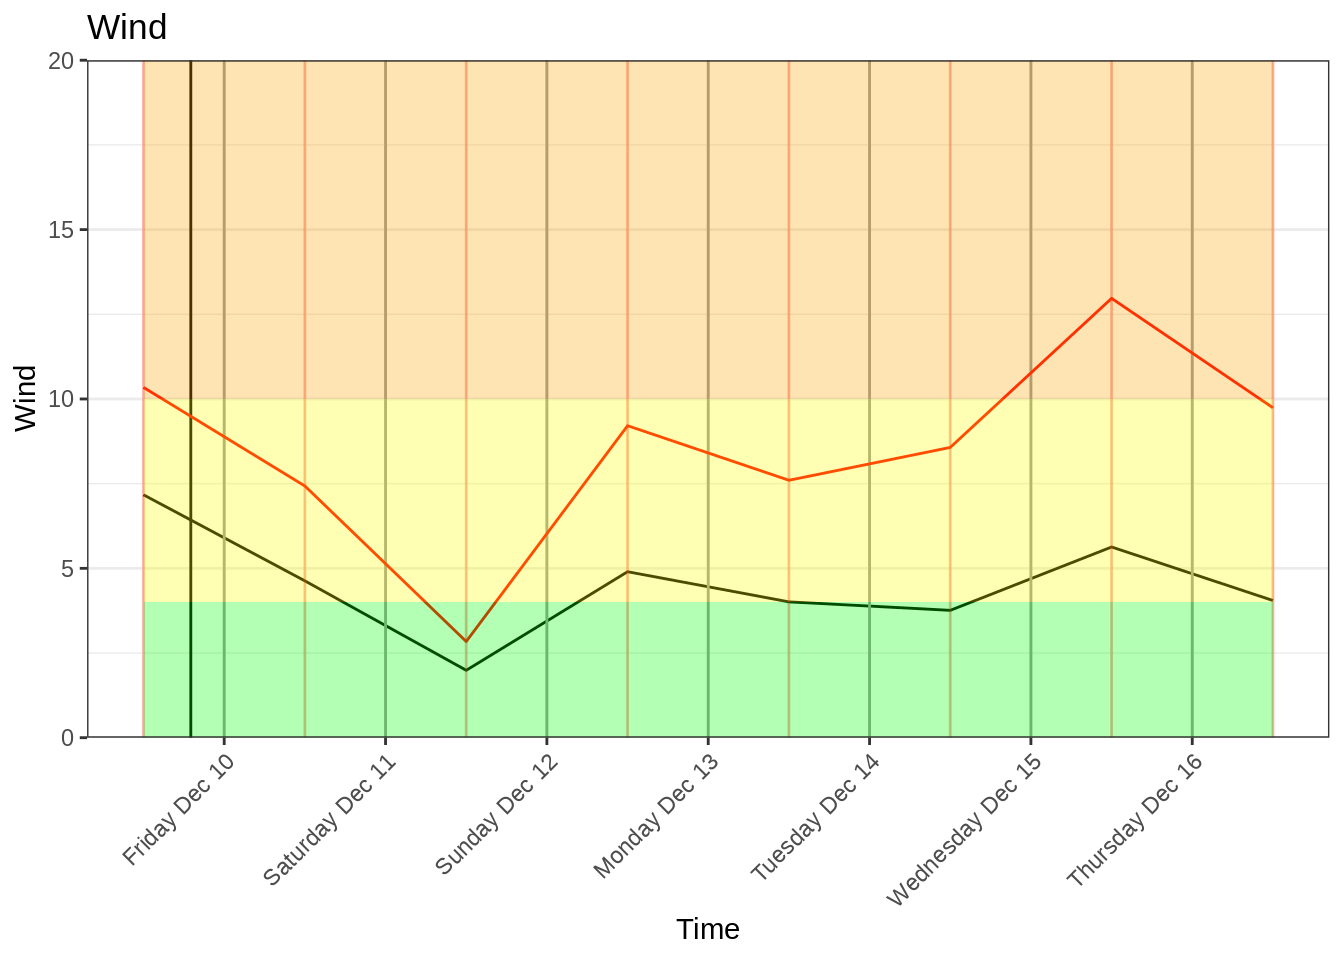 Wind
20
15
10
5
0
Wind
Friday Dec 10
Saturday Dec 11
Sunday Dec 12
Monday Dec 13
Tuesday Dec 14
Wednesday Dec 15
Thursday Dec 16
Time